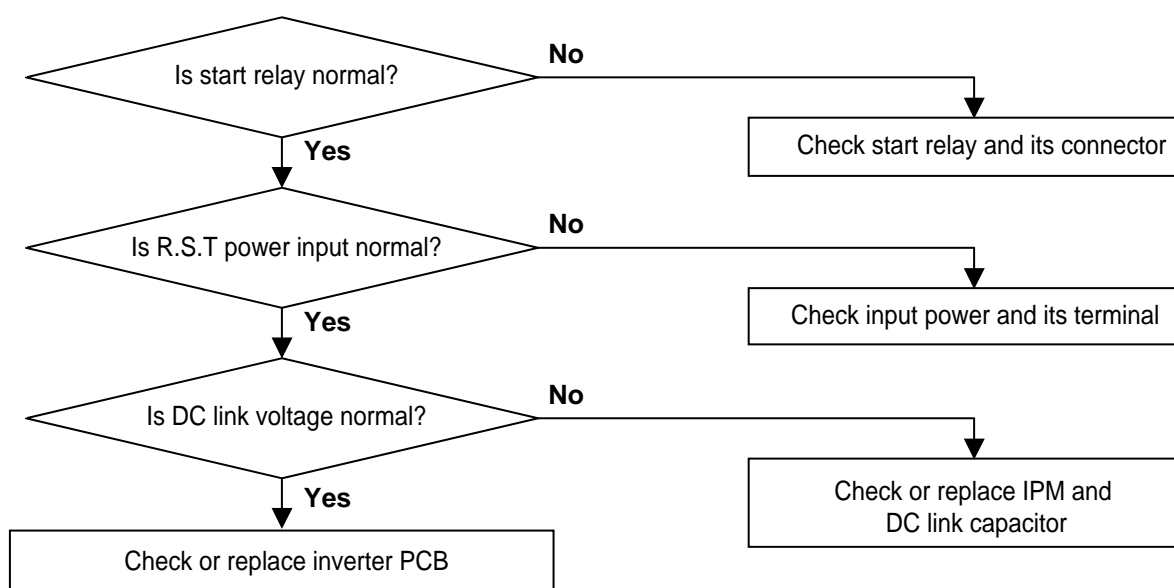 Is start relay normal?
No
Yes
Check start relay and its connector
Is R.S.T power input normal?
No
Yes
Check input power and its terminal
Is DC link voltage normal?
No
Yes
Check or replace IPM and
DC link capacitor
Check or replace inverter PCB